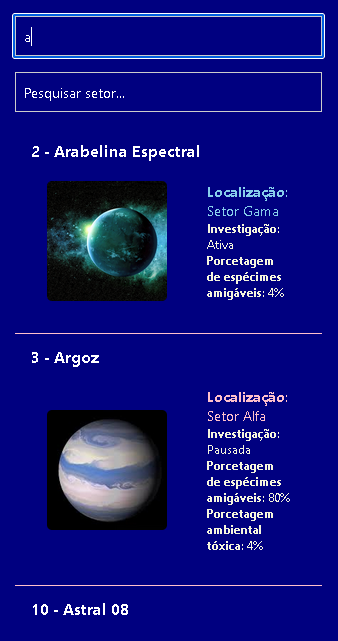 a
Pesquisar setor...
2 - Arabelina Espectral
Localização:
Setor Gama
Investigação:
Ativa
Porcetagem
de espécimes
amigáveis: 4%
3 - Argoz
Localização:
Setor Alfa
Investigação:
Pausada
Porcetagem
de espécimes
amigáveis: 80%
Porcetagem
ambiental
tóxica: 4%
10 - Astral 08